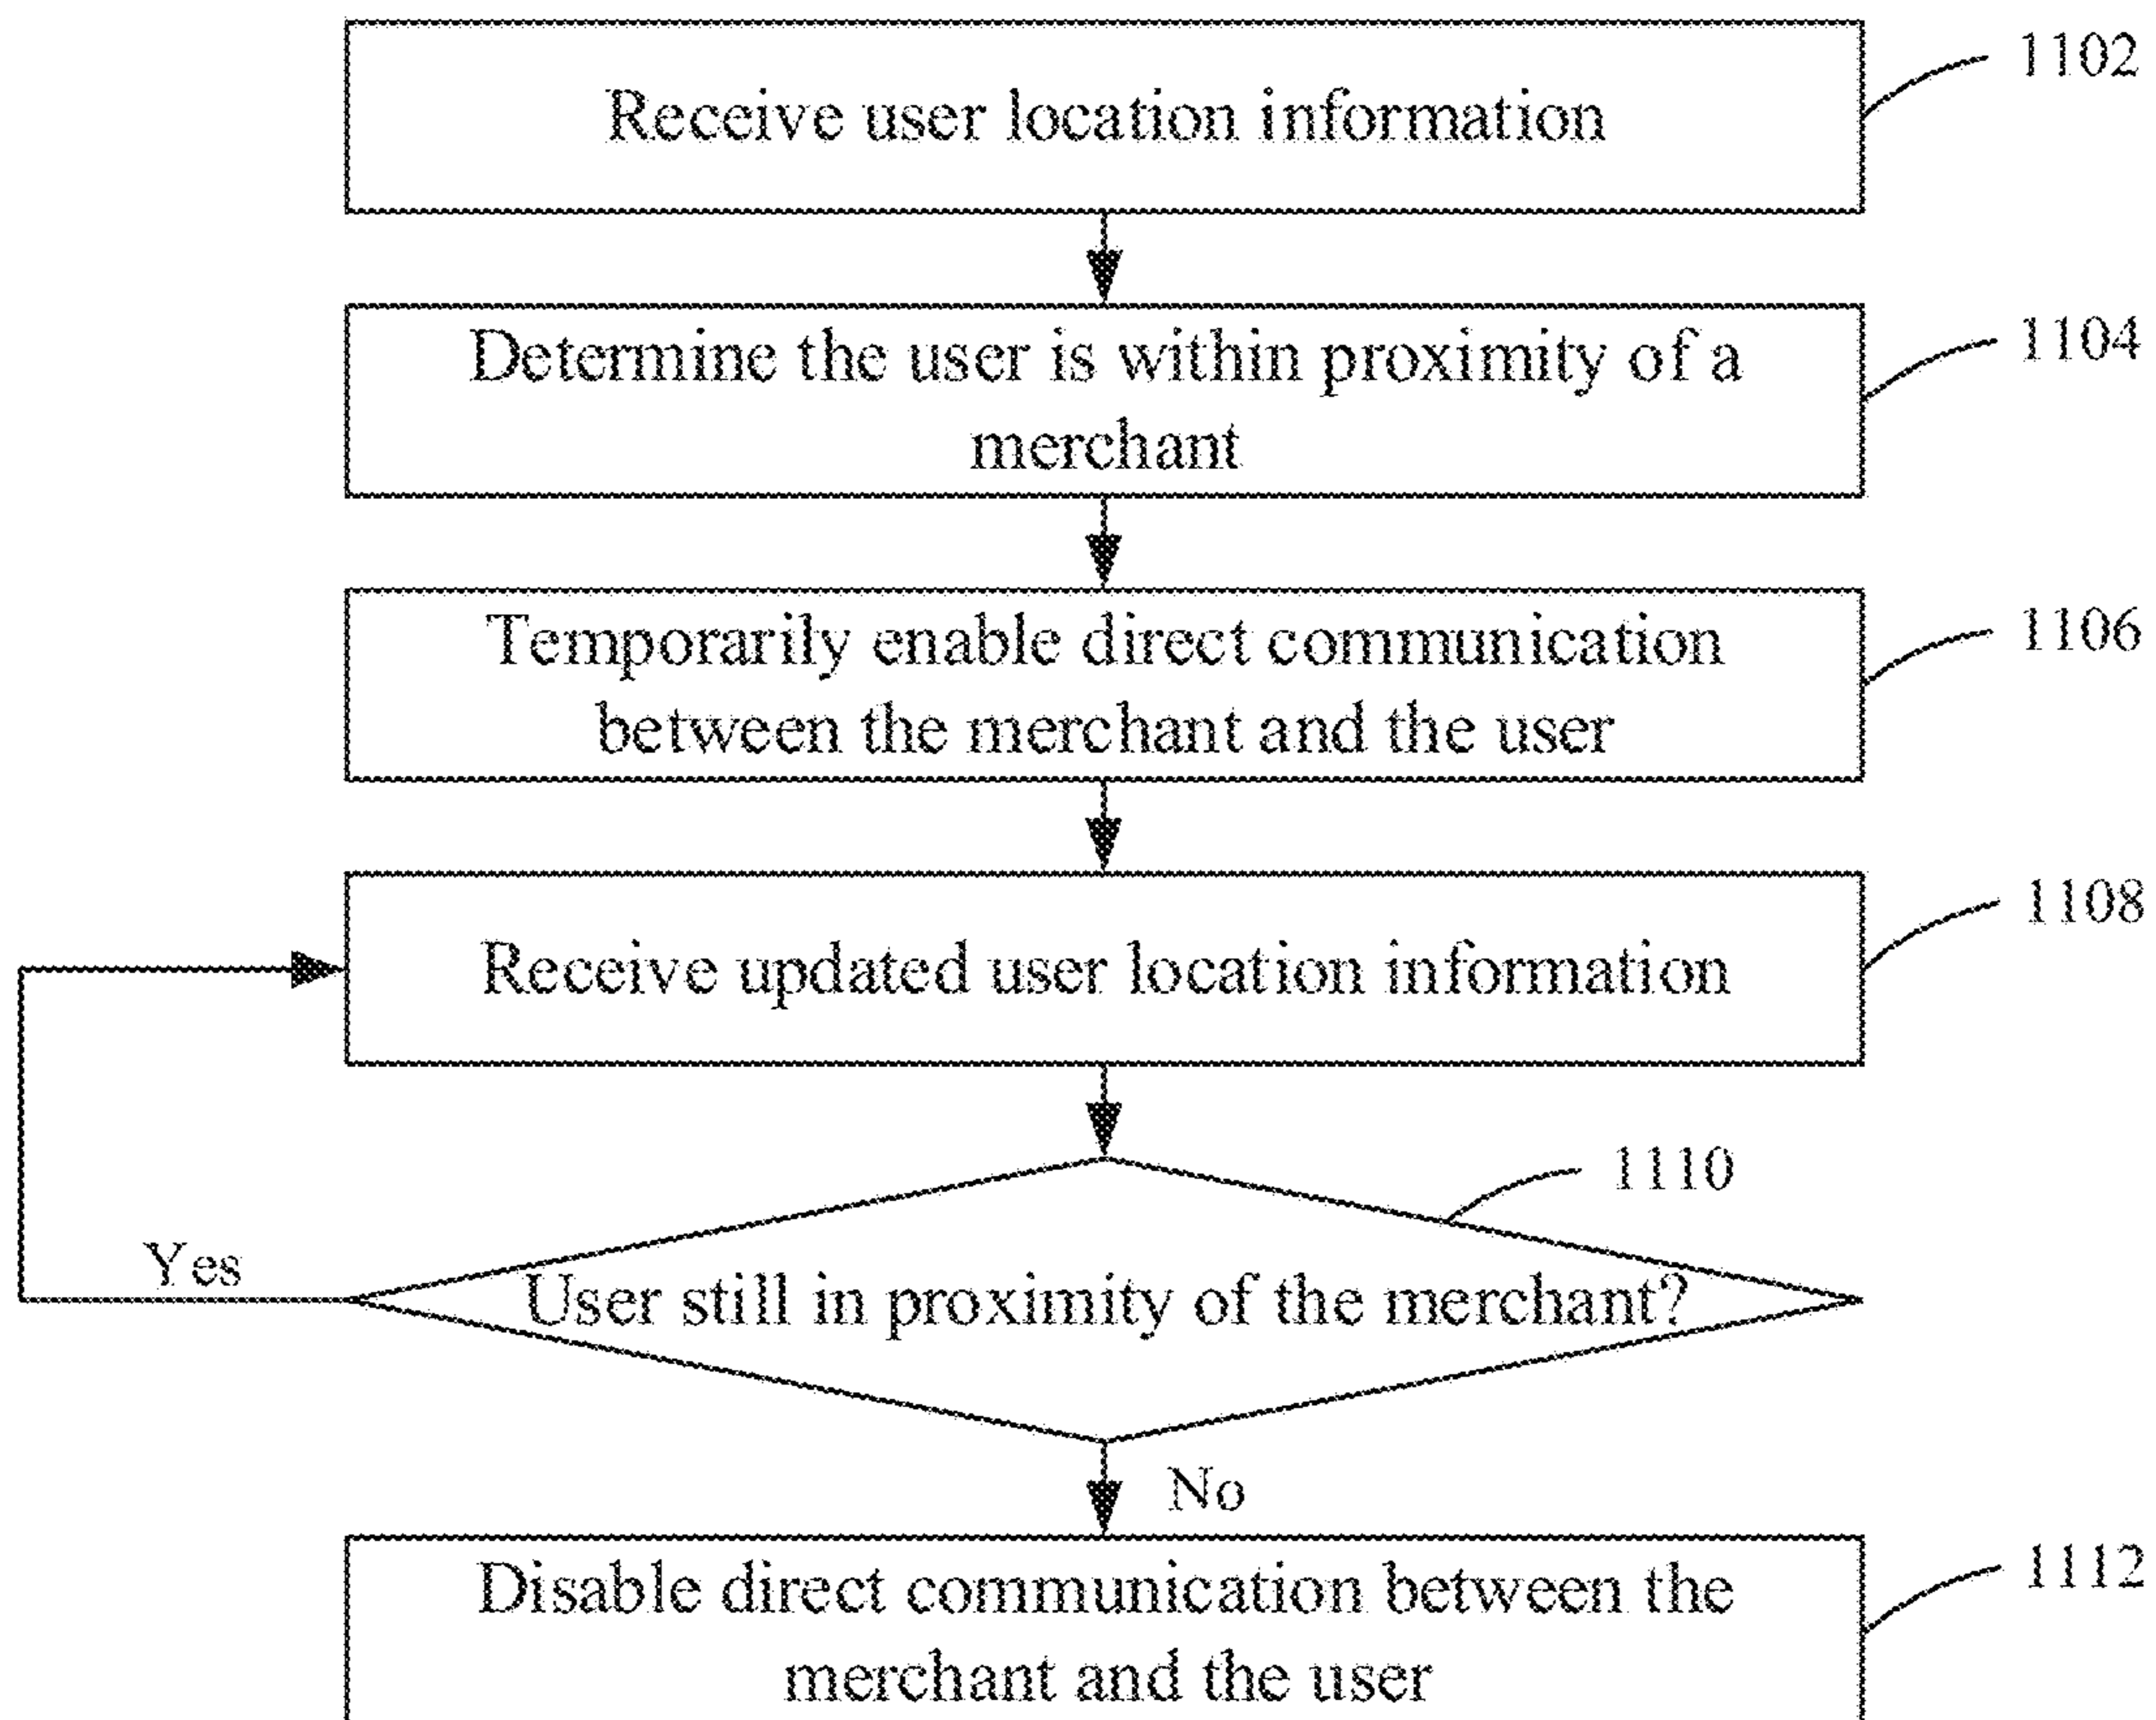 Receive user location information
1102
Determine the user is within proximity of a
merchant
1104
Temporarily enable direct communication
between the merchant and the user
1106
Receive updated user location information
1108
1110
Yes
User still in proximity of the merchant?
No
Disable direct communication between the
merchant and the user
1112